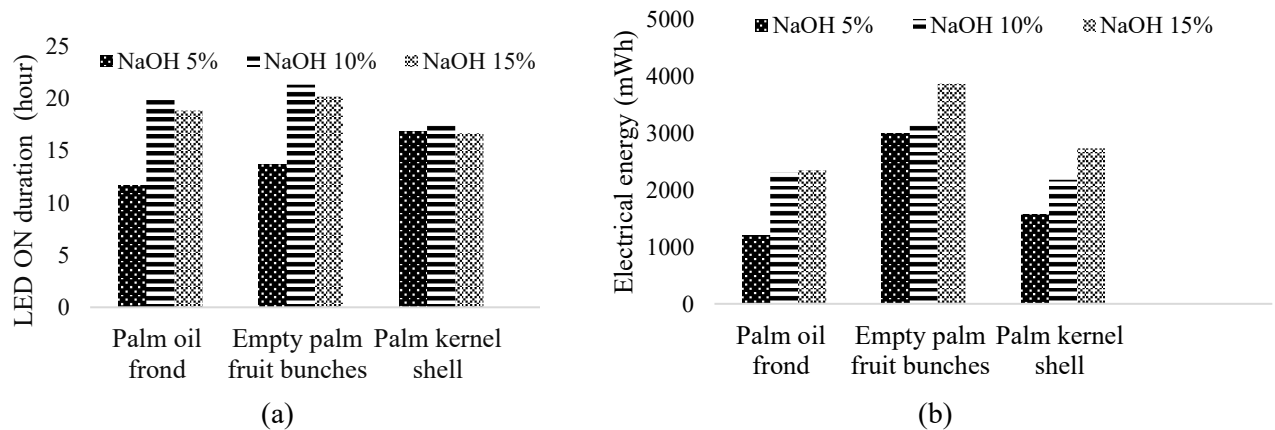 LED ON duration (hour)
25
20
15
10
5
0
NaOH 5%
NaOH 10%
NaOH 15%
Palm oil
frond
Empty palm
fruit bunches
Palm kernel
shell
(a)
Electrical energy (mWh)
5000
4000
3000
2000
1000
0
NaOH 5%
NaOH 10%
NaOH 15%
Palm oil
frond
Empty palm
fruit bunches
Palm kernel
shell
(b)